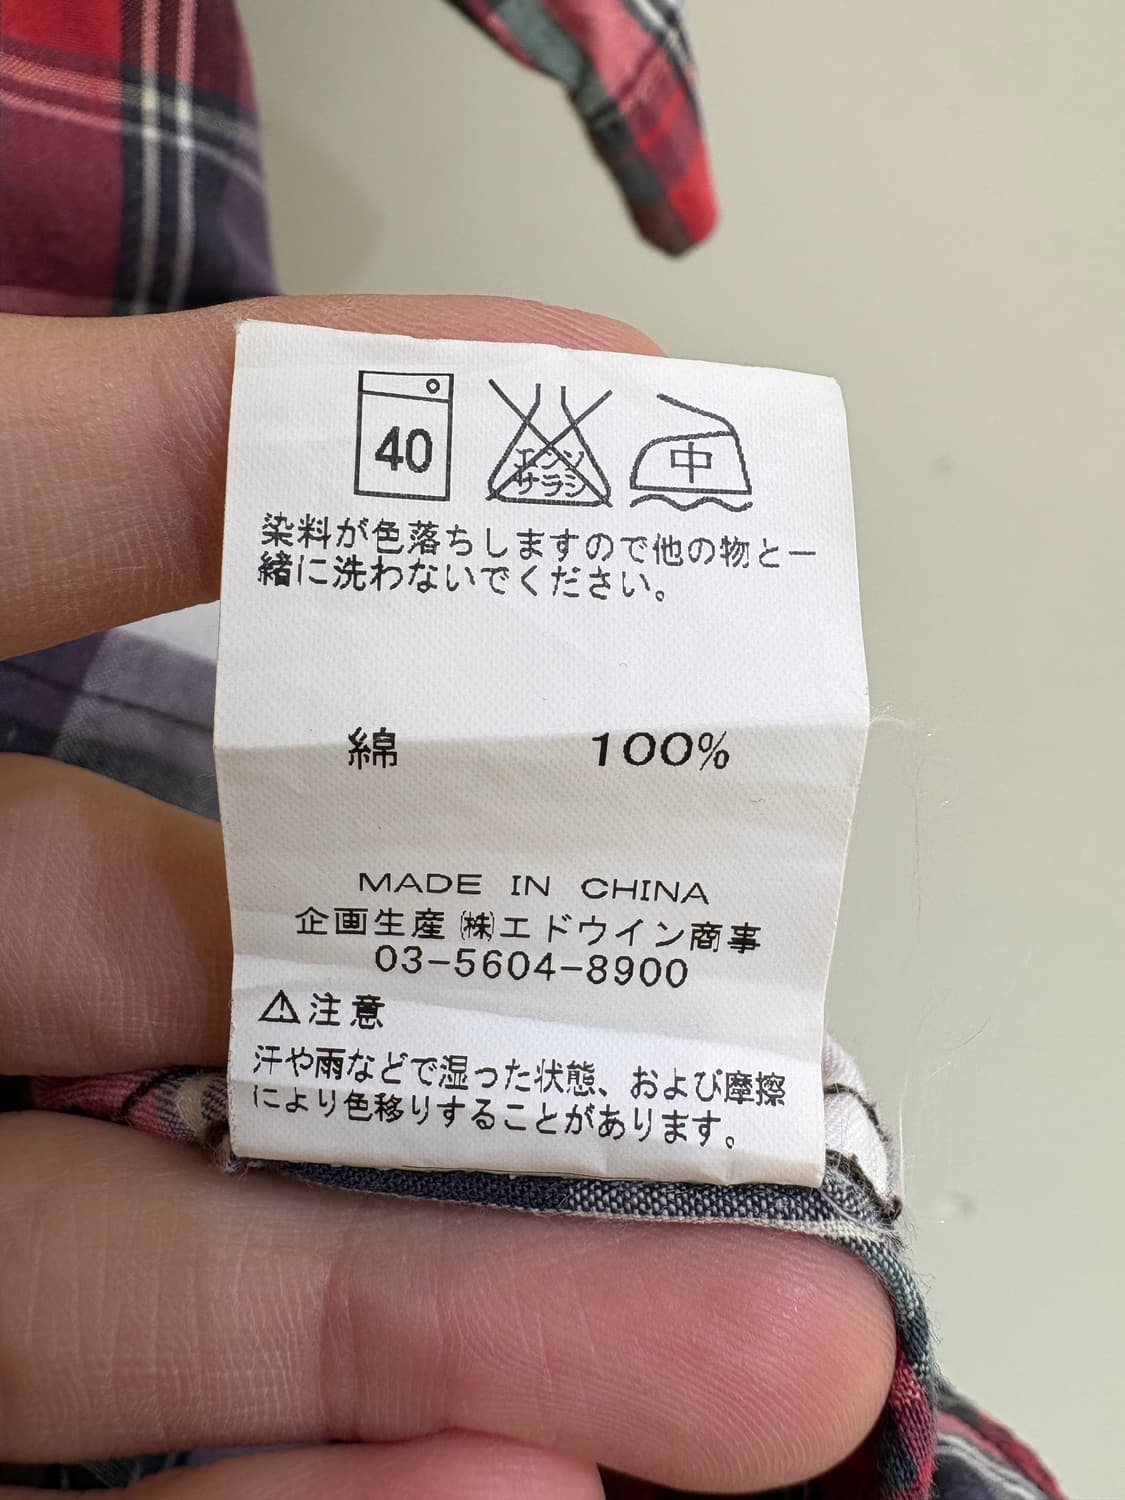 40
エンソ
サラシ
中
染料が色落ちしますので他の物と一
緒に洗わないでください。
綿 100%
MADE IN CHINA
企画生産 ㈱エドウイン商事
03-5604-8900
⚠注意
汗や雨などで湿った状態、および摩擦
により色移りすることがあります。